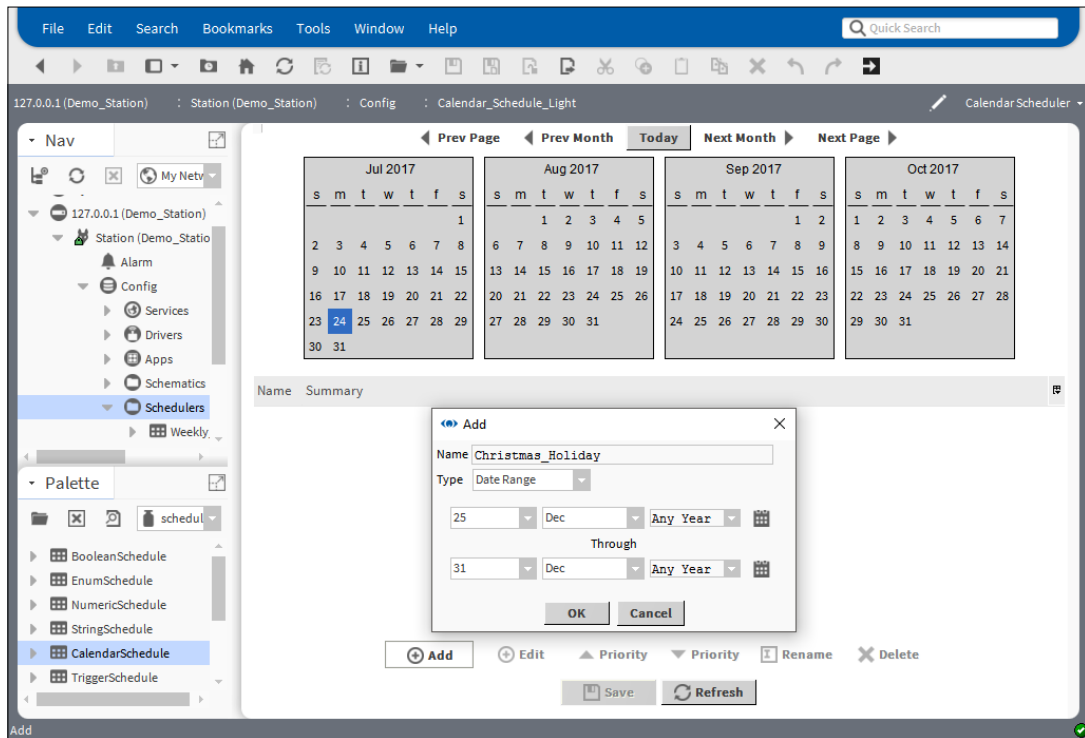 File Edit Search Bookmarks Tools Window Help
Quick Search
127.0.0.1 (Demo_Station) : Station (Demo_Station) : Config : Calendar_Schedule_Light
Calendar Scheduler
Nav
My Netw
127.0.0.1 (Demo_Station)
Station (Demo_Statio
Alarm
Config
Services
Drivers
Apps
Schematics
Schedulers
Weekly_
Palette
schedul
BooleanSchedule
EnumSchedule
NumericSchedule
StringSchedule
CalendarSchedule
TriggerSchedule
Prev Page Prev Month Today Next Month Next Page
Jul 2017
s m t w t f s
1
2 3 4 5 6 7 8
9 10 11 12 13 14 15
16 17 18 19 20 21 22
23 24 25 26 27 28 29
30 31
Aug 2017
s m t w t f s
1 2 3 4 5
6 7 8 9 10 11 12
13 14 15 16 17 18 19
20 21 22 23 24 25 26
27 28 29 30 31
Sep 2017
s m t w t f s
1 2
3 4 5 6 7 8 9
10 11 12 13 14 15 16
17 18 19 20 21 22 23
24 25 26 27 28 29 30
Oct 2017
s m t w t f s
1 2 3 4 5 6 7
8 9 10 11 12 13 14
15 16 17 18 19 20 21
22 23 24 25 26 27 28
29 30 31
Name Summary
Add
Name Christmas_Holiday
Type Date Range
25 Dec Any Year
Through
31 Dec Any Year
OK Cancel
Add Edit Priority Priority Rename Delete
Save Refresh
Add